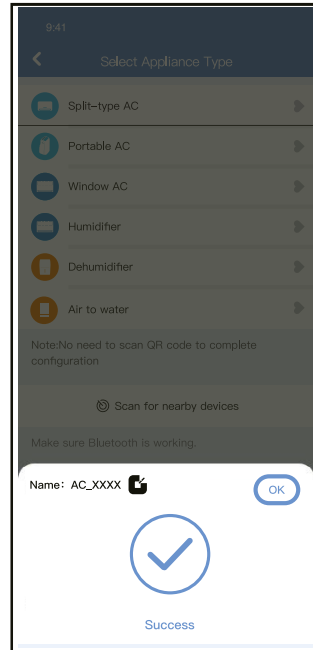 9:41
Select Appliance Type
Split-type AC
Portable AC
Window AC
Humidifier
Dehumidifier
Air to water
Note:No need to scan QR code to complete
configuration
Scan for nearby devices
Make sure Bluetooth is working.
Name: AC_XXXX
OK
Success